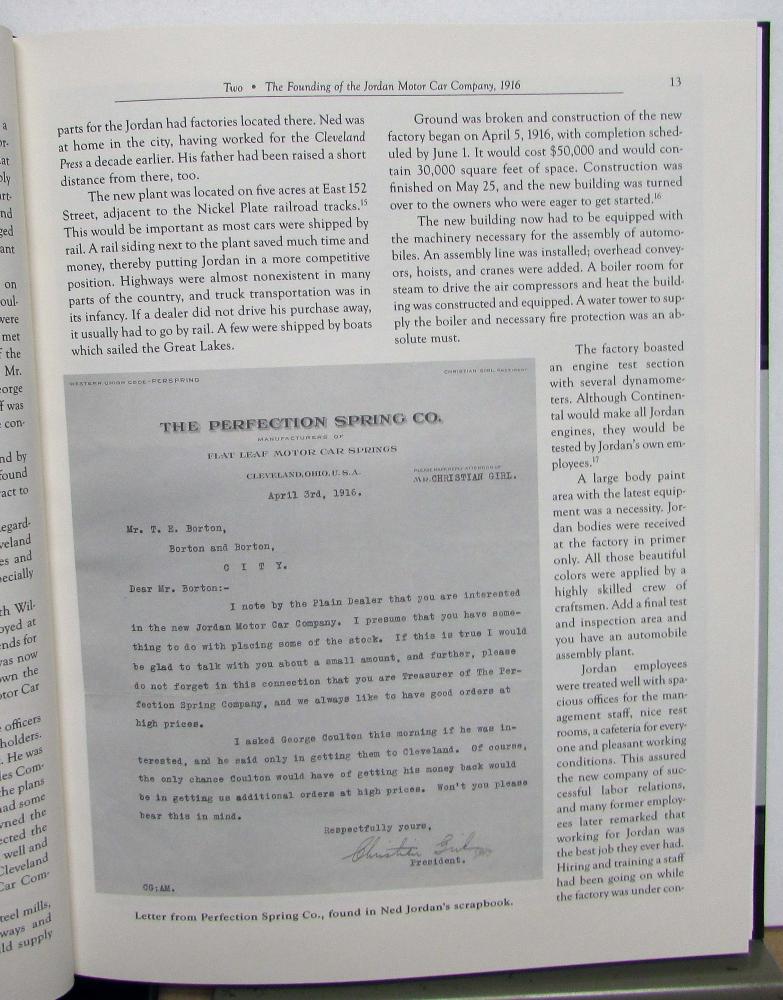 Two • The Founding of the Jordan Motor Car Company, 1916
13
parts for the Jordan had factories located there. Ned was
at home in the city, having worked for the Cleveland
Press a decade earlier. His father had been raised a short
distance from there, too.
The new plant was located on five acres at East 152
Street, adjacent to the Nickel Plate railroad tracks.15
This would be important as most cars were shipped by
rail. A rail siding next to the plant saved much time and
money, thereby putting Jordan in a more competitive
position. Highways were almost nonexistent in many
parts of the country, and truck transportation was in
its infancy. If a dealer did not drive his purchase away,
it usually had to go by rail. A few were shipped by boats
which sailed the Great Lakes.
Ground was broken and construction of the new
factory began on April 5, 1916, with completion sched-
uled by June 1. It would cost $50,000 and would con-
tain 30,000 square feet of space. Construction was
finished on May 25, and the new building was turned
over to the owners who were eager to get started.16
The new building now had to be equipped with
the machinery necessary for the assembly of automo-
biles. An assembly line was installed; overhead convey-
ors, hoists, and cranes were added. A boiler room for
steam to drive the air compressors and heat the build-
ing was constructed and equipped. A water tower to sup-
ply the boiler and necessary fire protection was an ab-
solute must.
The factory boasted
an engine test section
with several dynamome-
ters. Although Continen-
tal would make all Jordan
engines, they would be
tested by Jordan's own em-
ployees.17
A large body paint
area with the latest equip-
ment was a necessity. Jor-
dan bodies were received
at the factory in primer
only. All those beautiful
colors were applied by a
highly skilled crew of
craftsmen. Add a final test
and inspection area and
you have an automobile
assembly plant.
Jordan employees
were treated well with spa-
cious offices for the man-
agement staff, nice rest
rooms, a cafeteria for every-
one and pleasant working
conditions. This assured
the new company of suc-
cessful labor relations,
and many former employ-
ees later remarked that
working for Jordan was
the best job they ever had.
Hiring and training a staff
had been going on while
the factory was under con-
WESTERN UNION CODE-PERSPRING
CHRISTIAN GIRL PRESIDENT
THE PERFECTION SPRING CO.
MANUFACTURERS OF
FLAT LEAF MOTOR CAR SPRINGS
CLEVELAND, OHIO, U.S.A.
MR. CHRISTIAN GIRL.
April 3rd, 1916.
Mr. T. E. Borton,
Borton and Borton,
C I T Y.
Dear Mr. Borton:-
I note by the Plain Dealer that you are interested
in the new Jordan Motor Car Company. I presume that you have some-
thing to do with placing some of the stock. If this is true I would
be glad to talk with you about a small amount, and further, please
do not forget in this connection that you are Treasurer of The Per-
fection Spring Company, and we always like to have good orders at
high prices.
I asked George Coulton this morning if he was in-
terested, and he said only in getting them to Cleveland. Of course,
the only chance Coulton would have of getting his money back would
be in getting us additional orders at high prices. Won't you please
bear this in mind.
Respectfully yours,
Christian Girl
President.
CG:AM.
Letter from Perfection Spring Co., found in Ned Jordan's scrapbook.